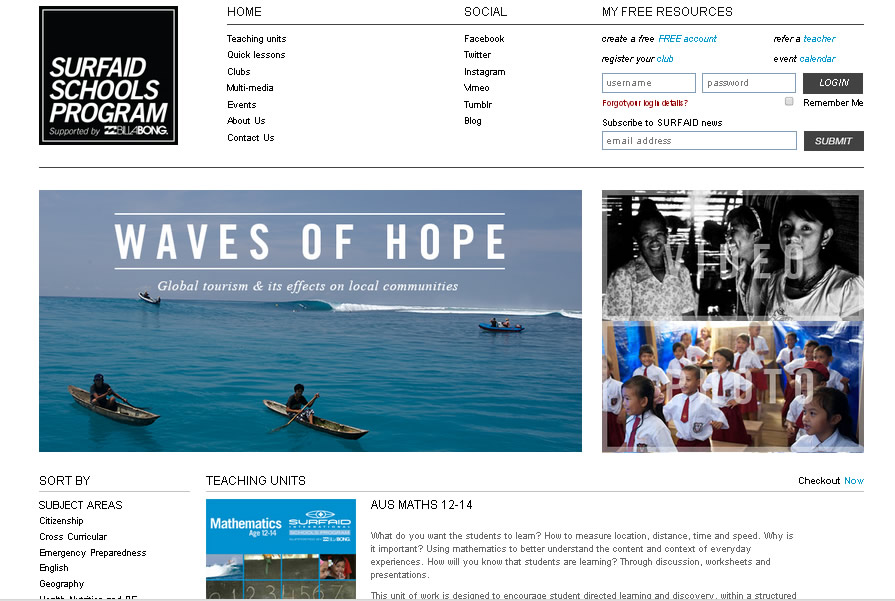 SURFAID
SCHOOLS
PROGRAM
Supported by BILLABONG.
HOME
Teaching units
Quick lessons
Clubs
Multi-media
Events
About Us
Contact Us
SOCIAL
Facebook
Twitter
Instagram
Vimeo
Tumblr
Blog
MY FREE RESOURCES
create a free FREE account
refer a teacher
register your club
event calendar
username
password
LOGIN
Forgot your login details?
Remember Me
Subscribe to SURFAID news
email address
SUBMIT
WAVES OF HOPE
Global tourism & its effects on local communities
VIDEO
PHOTO
SORT BY
SUBJECT AREAS
Citizenship
Cross Curricular
Emergency Preparedness
English
Geography
Health Nutrition and PE
TEACHING UNITS
Checkout Now
Mathematics
Age 12-14
SURFAID
INTERNATIONAL
SCHOOLS PROGRAM
BILLABONG.
AUS MATHS 12-14
What do you want the students to learn? How to measure location, distance, time and speed. Why is
it important? Using mathematics to better understand the content and context of everyday
experiences. How will you know that students are learning? Through discussion, worksheets and
presentations.
This unit of work is designed to encourage student directed learning and discovery, within a structured